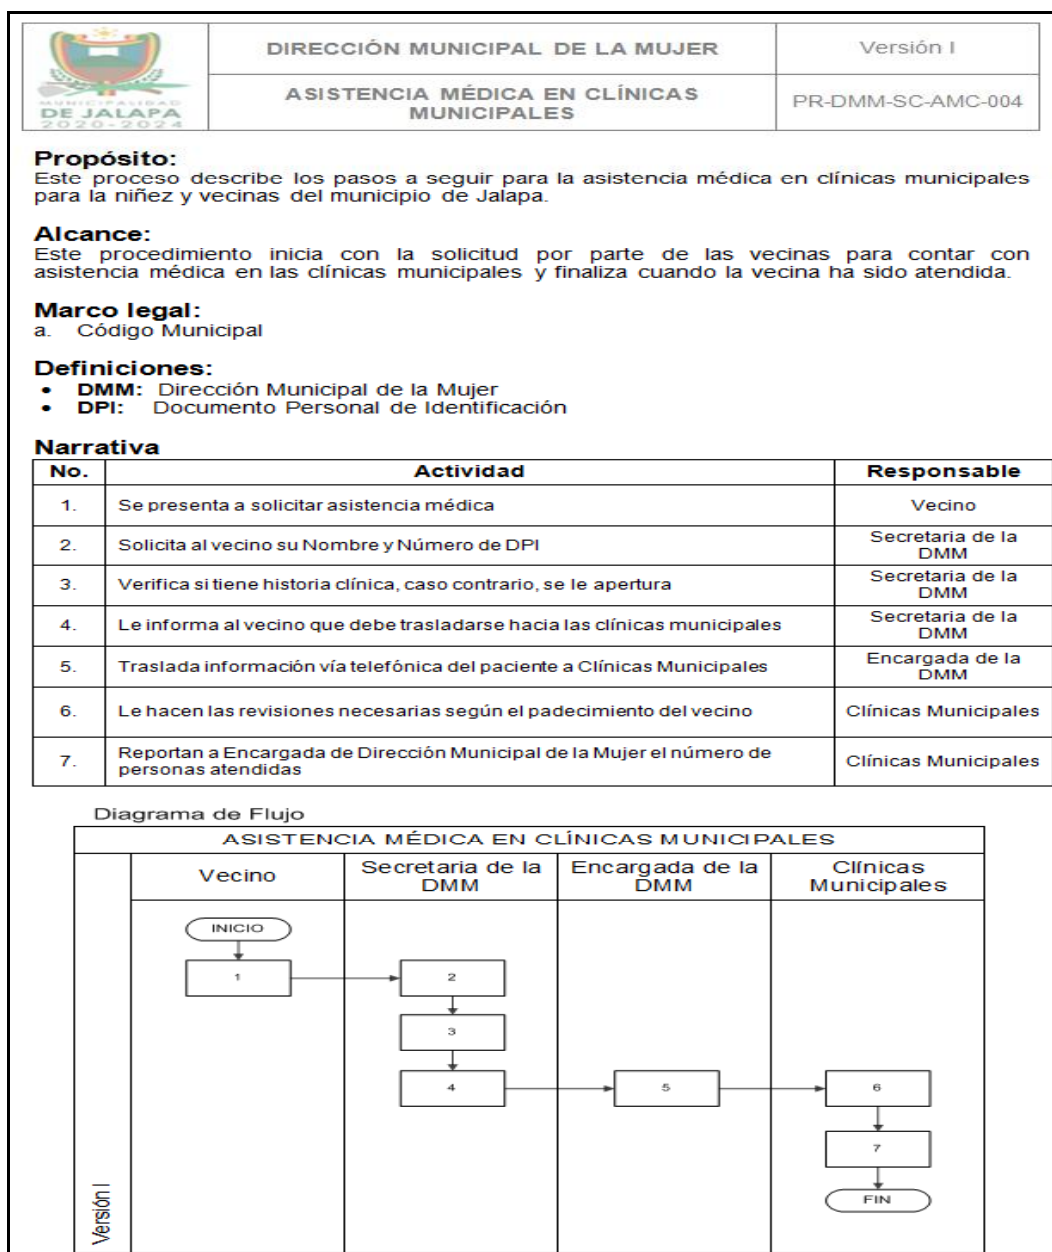 MUNICIPALIDAD
DE JALAPA
2020-2024
DIRECCIÓN MUNICIPAL DE LA MUJER
Versión I
ASISTENCIA MÉDICA EN CLÍNICAS
MUNICIPALES
PR-DMM-SC-AMC-004
Propósito:
Este proceso describe los pasos a seguir para la asistencia médica en clínicas municipales
para la niñez y vecinas del municipio de Jalapa.
Alcance:
Este procedimiento inicia con la solicitud por parte de las vecinas para contar con
asistencia médica en las clínicas municipales y finaliza cuando la vecina ha sido atendida.
Marco legal:
a. Código Municipal
Definiciones:
• DMM: Dirección Municipal de la Mujer
• DPI: Documento Personal de Identificación
Narrativa
No. Actividad Responsable
1. Se presenta a solicitar asistencia médica Vecino
2. Solicita al vecino su Nombre y Número de DPI Secretaria de la
DMM
3. Verifica si tiene historia clínica, caso contrario, se le apertura Secretaria de la
DMM
4. Le informa al vecino que debe trasladarse hacia las clínicas municipales Secretaria de la
DMM
5. Traslada información vía telefónica del paciente a Clínicas Municipales Encargada de la
DMM
6. Le hacen las revisiones necesarias según el padecimiento del vecino Clínicas Municipales
7. Reportan a Encargada de Dirección Municipal de la Mujer el número de
personas atendidas Clínicas Municipales
Diagrama de Flujo
ASISTENCIA MÉDICA EN CLÍNICAS MUNICIPALES
Vecino
Secretaria de la
DMM
Encargada de la
DMM
Clínicas
Municipales
INICIO
1
2
3
4
5
6
7
FIN
Versión I